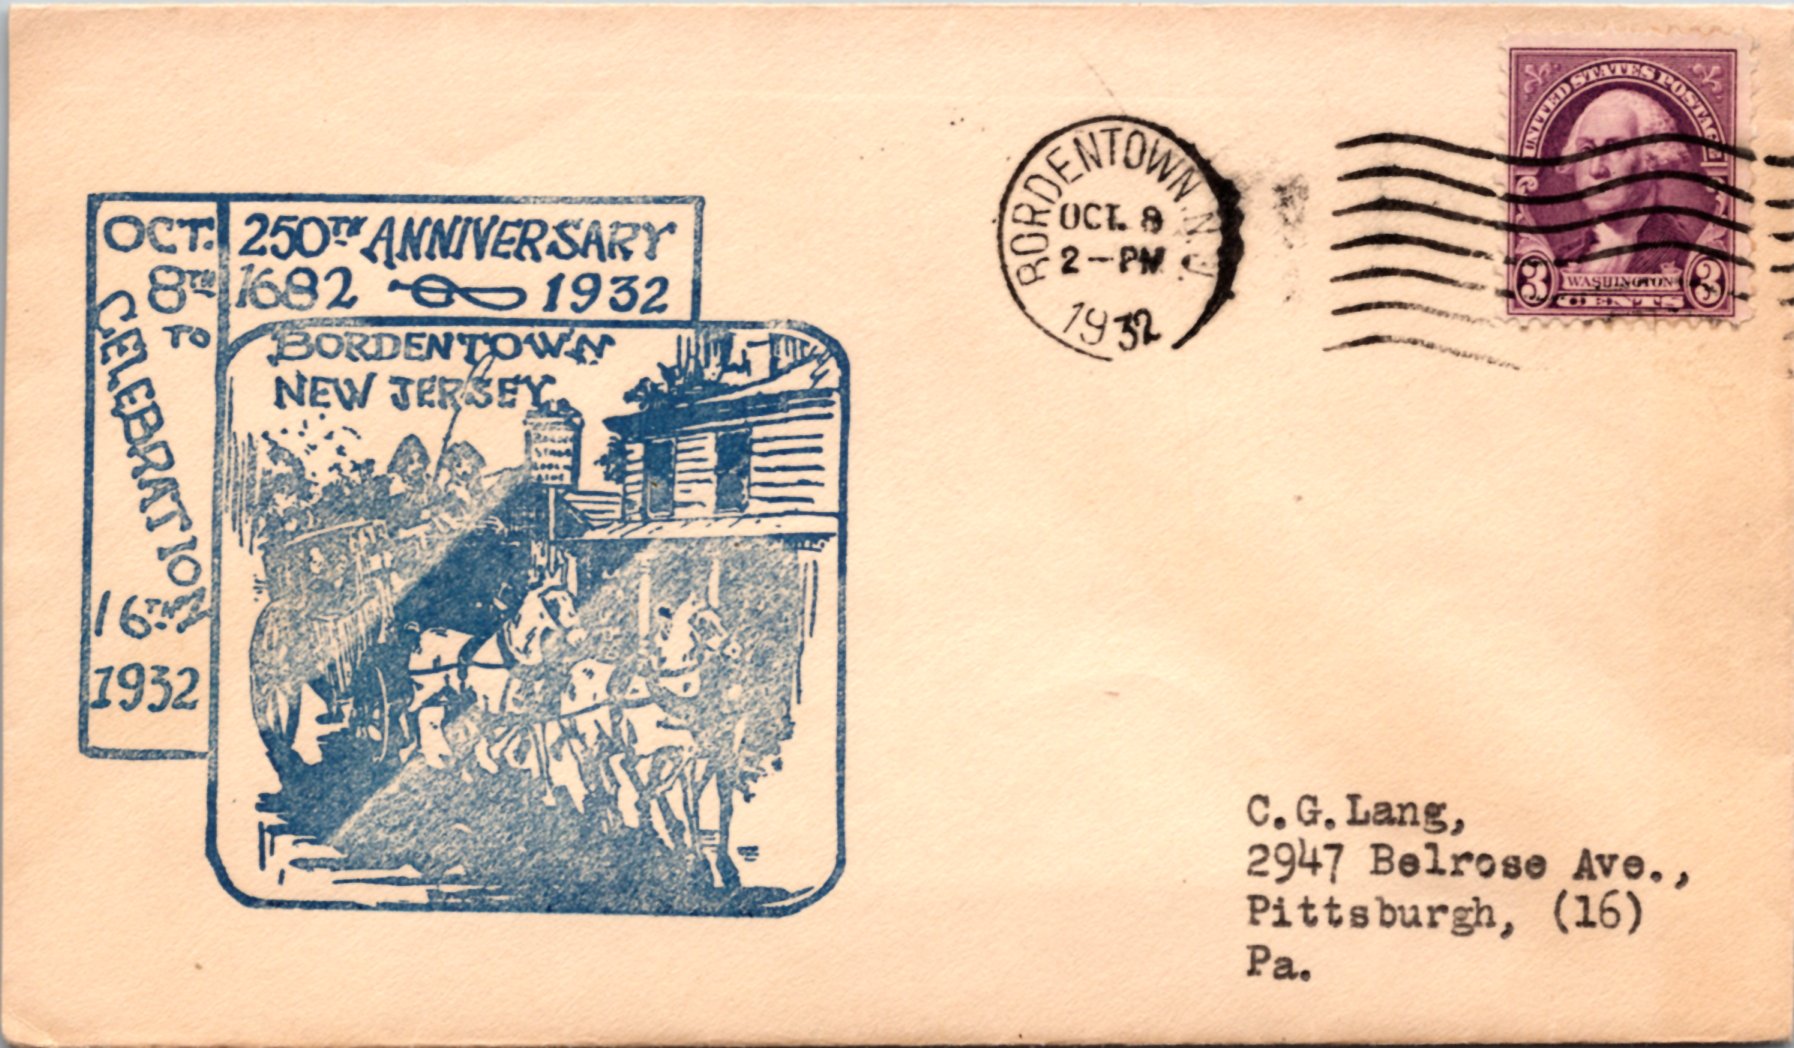 OCT. 8TH TO
CELEBRATION
16TH
1932
250TH ANNIVERSARY
1682 1932
BORDENTOWN
NEW JERSEY
BORDENTOWN, N.J.
OCT. 8
2-PM
1932
UNITED STATES POSTAGE
3 WASHINGTON 3
CENTS
C.G.Lang,
2947 Belrose Ave.,
Pittsburgh, (16)
Pa.